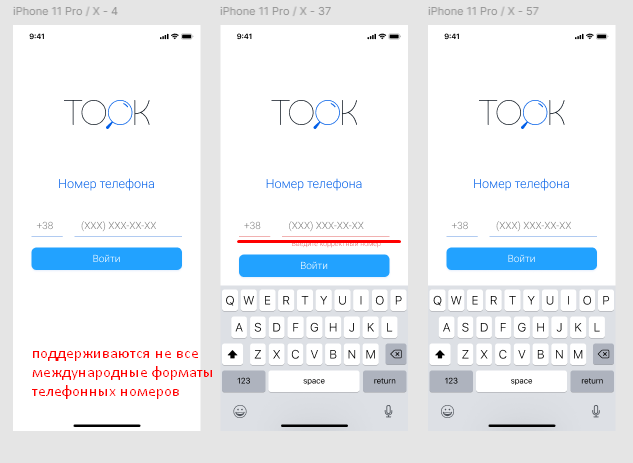 iPhone 11 Pro / X - 4
iPhone 11 Pro / X - 37
iPhone 11 Pro / X - 57
9:41
TOOK
Номер телефона
+38 (XXX) XXX-XX-XX
Войти
поддерживаются не все
международные форматы
телефонных номеров
9:41
TOOK
Номер телефона
+38 (XXX) XXX-XX-XX
Введите корректный номер
Войти
Q W E R T Y U I O P
A S D F G H J K L
Z X C V B N M
123 space return
9:41
TOOK
Номер телефона
+38 (XXX) XXX-XX-XX
Войти
Q W E R T Y U I O P
A S D F G H J K L
Z X C V B N M
123 space return